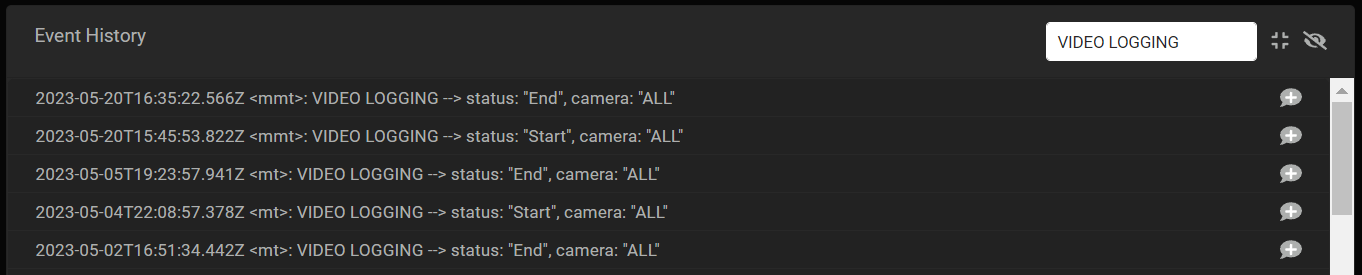 Event History
VIDEO LOGGING
2023-05-20T16:35:22.566Z <mmt>: VIDEO LOGGING --> status: "End", camera: "ALL"
2023-05-20T15:45:53.822Z <mmt>: VIDEO LOGGING --> status: "Start", camera: "ALL"
2023-05-05T19:23:57.941Z <mt>: VIDEO LOGGING --> status: "End", camera: "ALL"
2023-05-04T22:08:57.378Z <mt>: VIDEO LOGGING --> status: "Start", camera: "ALL"
2023-05-02T16:51:34.442Z <mt>: VIDEO LOGGING --> status: "End", camera: "ALL"